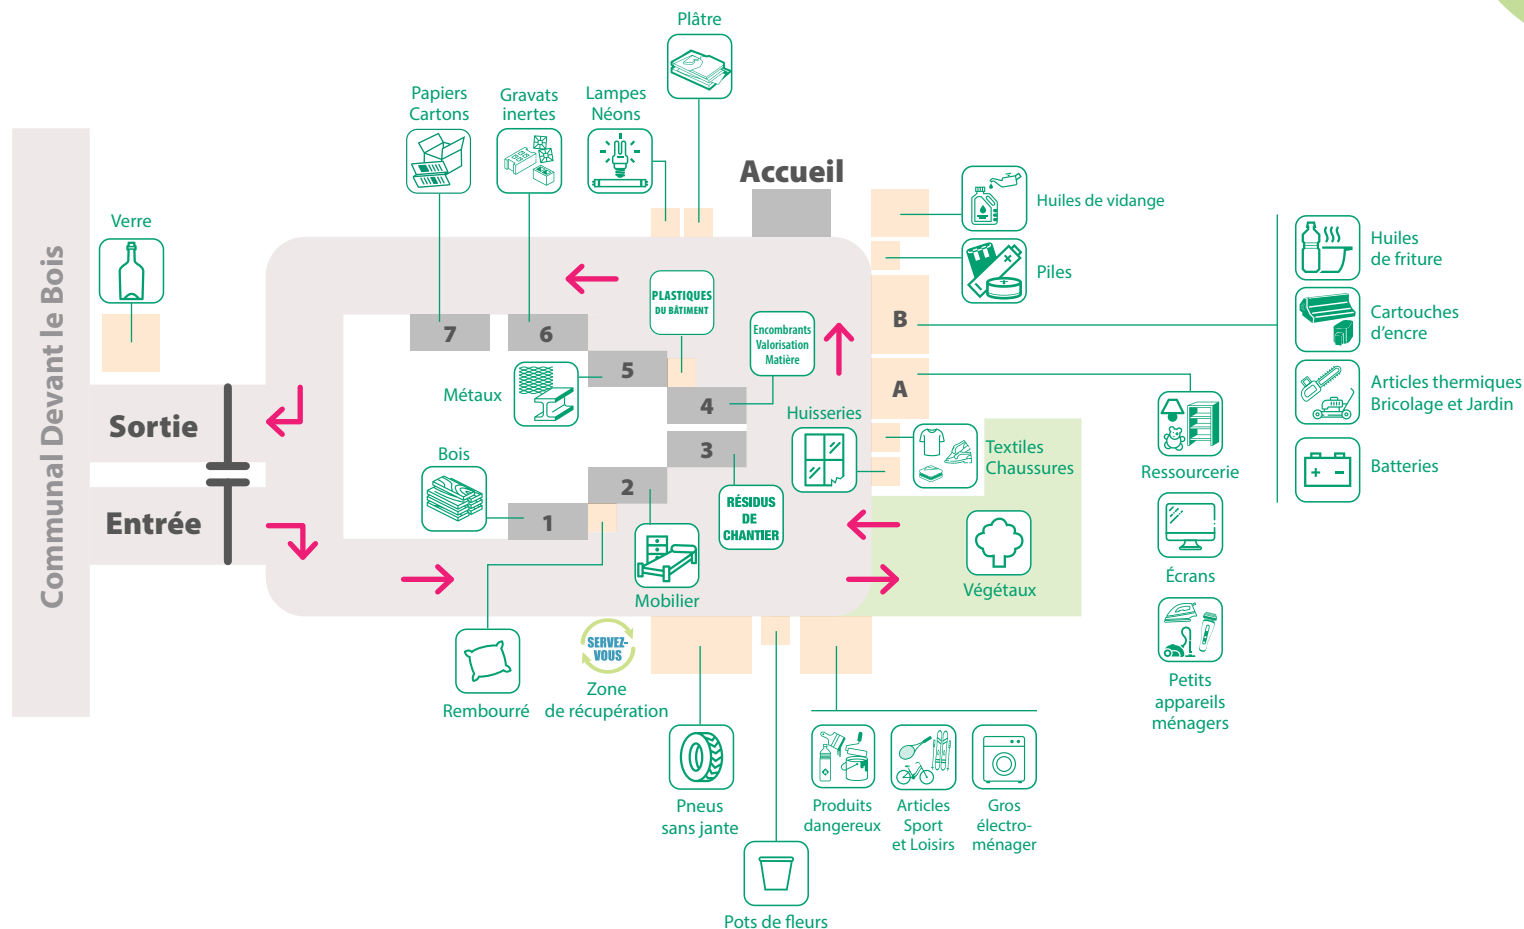 Plâtre
Papiers
Cartons
Gravats
inertes
Lampes
Néons
Accueil
Huiles de vidange
Verre
Piles
Huiles
de friture
Communal Devant le Bois
PLASTIQUES
DU BÂTIMENT
7
6
B
Cartouches
d'encre
Encombrants
Valorisation
Matière
5
Métaux
A
4
Articles thermiques
Bricolage et Jardin
Huisseries
Sortie
Textiles
Chaussures
3
Bois
Ressourcerie
Batteries
2
RÉSIDUS
DE
CHANTIER
Entrée
1
Écrans
Végétaux
Mobilier
SERVEZ-
VOUS
Rembourré
Zone
de récupération
Petits
appareils
ménagers
Pneus
sans jante
Produits
dangereux
Articles
Sport
et Loisirs
Gros
électro-
ménager
Pots de fleurs